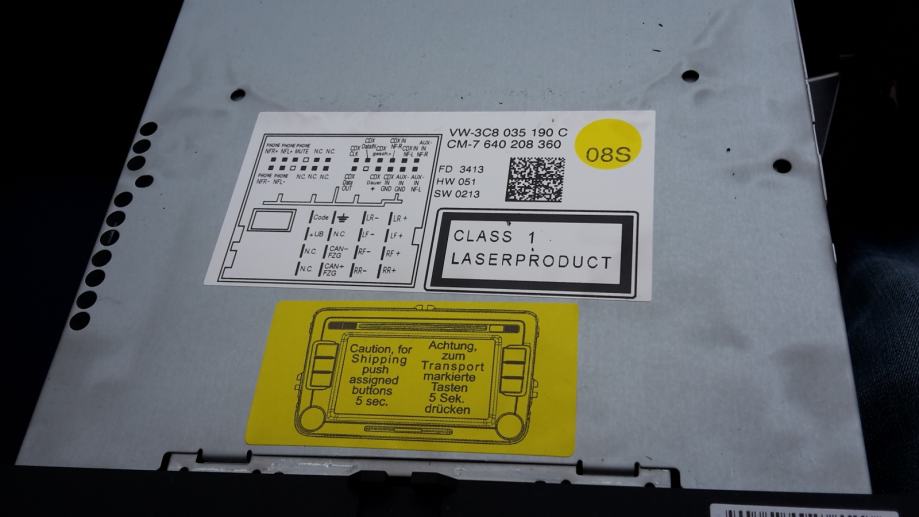 VW-3C8 035 190 C
CM-7 640 208 360
08S
FD 3413
HW 051
SW 0213
PHONE PHONE PHONE
NFR+ NFL+ MUTE N.C. N.C.
PHONE PHONE
NFR- NFL- N.C. N.C. N.C.
CDX CLK
CDX DataIN
CDX gesch.+
CDX IN NF-R
CDX IN NF-L
AUX-IN NF-R
CDX Data OUT
CDX Dauer +
CDX IN GND
AUX-IN GND
AUX-IN NF-L
Code LR- LR+
+UB N.C. LF- LF+
N.C. CAN- FZG RF- RF+
N.C. CAN+ FZG RR- RR+
CLASS 1
LASERPRODUCT
Caution, for
Shipping
push
assigned
buttons
5 sec.
Achtung,
zum
Transport
markierte
Tasten
5 Sek.
drücken